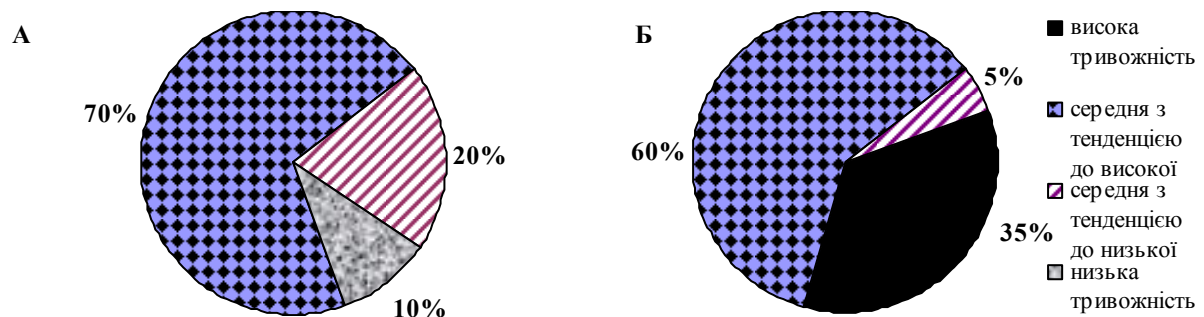 А
70%
20%
10%
Б
60%
5%
35%
висока
тривожність
середня з
тенденцією
до високої
середня з
тенденцією
до низької
низька
тривожність